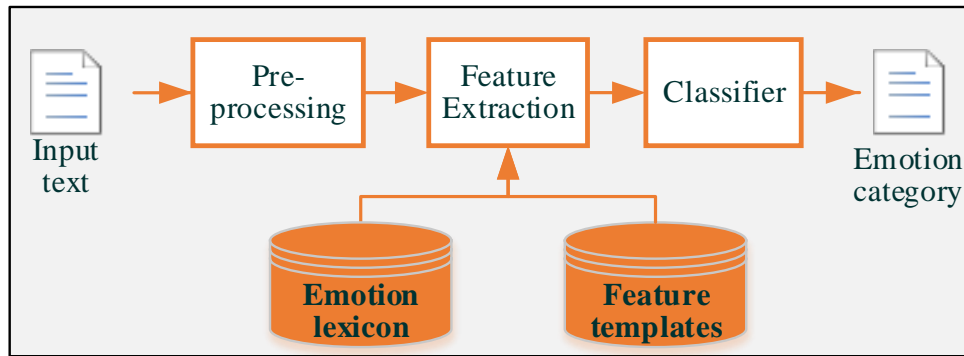 Input
text
Pre-
processing
Feature
Extraction
Classifier
Emotion
category
Emotion
lexicon
Feature
templates